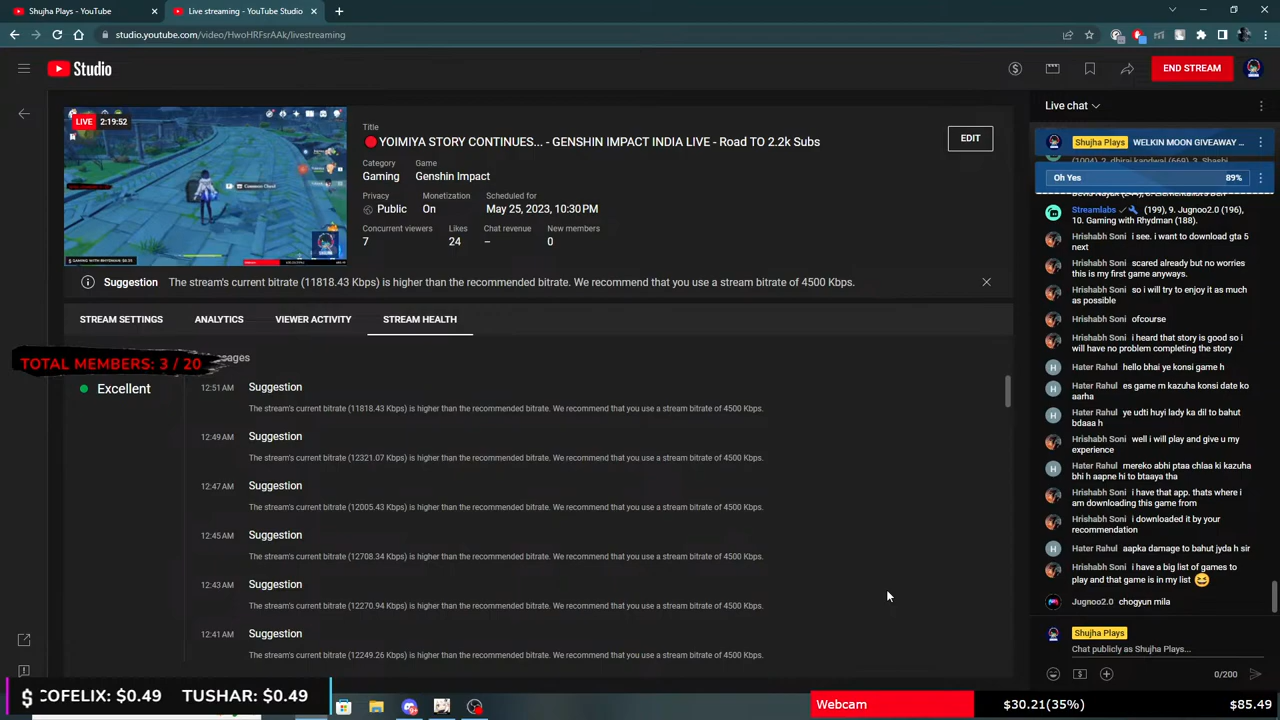 Shujha Plays - YouTube
Live streaming - YouTube Studio
studio.youtube.com/video/HwoHRFsrAAk/livestreaming
Studio
END STREAM
LIVE 2:19:52
Common Chest
GAMING WITH RHYDMAN: $0.55
Title
🔴YOIMIYA STORY CONTINUES... - GENSHIN IMPACT INDIA LIVE - Road TO 2.2k Subs
EDIT
Category Game
Gaming Genshin Impact
Privacy Monetization Scheduled for
Public On May 25, 2023, 10:30 PM
Concurrent viewers Likes Chat revenue New members
7 24 – 0
Suggestion The stream's current bitrate (11818.43 Kbps) is higher than the recommended bitrate. We recommend that you use a stream bitrate of 4500 Kbps.
STREAM SETTINGS ANALYTICS VIEWER ACTIVITY STREAM HEALTH
ages
TOTAL MEMBERS: 3 / 20
Excellent
12:51 AM Suggestion
The stream's current bitrate (11818.43 Kbps) is higher than the recommended bitrate. We recommend that you use a stream bitrate of 4500 Kbps.
12:49 AM Suggestion
The stream's current bitrate (12321.07 Kbps) is higher than the recommended bitrate. We recommend that you use a stream bitrate of 4500 Kbps.
12:47 AM Suggestion
The stream's current bitrate (12005.43 Kbps) is higher than the recommended bitrate. We recommend that you use a stream bitrate of 4500 Kbps.
12:45 AM Suggestion
The stream's current bitrate (12708.34 Kbps) is higher than the recommended bitrate. We recommend that you use a stream bitrate of 4500 Kbps.
12:43 AM Suggestion
The stream's current bitrate (12270.94 Kbps) is higher than the recommended bitrate. We recommend that you use a stream bitrate of 4500 Kbps.
12:41 AM Suggestion
The stream's current bitrate (12249.26 Kbps) is higher than the recommended bitrate. We recommend that you use a stream bitrate of 4500 Kbps.
Live chat
Shujha Plays WELKIN MOON GIVEAWAY ...
(1004), 2. dhiraj kandwal (669), 3. Shashi
Oh Yes 89%
Streamlabs (199), 9. Jugnoo2.0 (196),
10. Gaming with Rhydman (188).
Hrishabh Soni i see. i want to download gta 5
next
Hrishabh Soni scared already but no worries
this is my first game anyways.
Hrishabh Soni so i will try to enjoy it as much
as possible
Hrishabh Soni ofcourse
Hrishabh Soni i heard that story is good so i
will have no problem completing the story
H Hater Rahul hello bhai ye konsi game h
H Hater Rahul es game m kazuha konsi date ko
aarha
H Hater Rahul ye udti huyi lady ka dil to bahut
bdaaa h
Hrishabh Soni well i will play and give u my
experience
H Hater Rahul mereko abhi ptaa chlaa ki kazuha
bhi h aapne hi to btaaya tha
Hrishabh Soni i have that app. thats where i
am downloading this game from
Hrishabh Soni i downloaded it by your
recommendation
H Hater Rahul aapka damage to bahut jyda h sir
Hrishabh Soni i have a big list of games to
play and that game is in my list 😆
Jugnoo2.0 chogyun mila
Shujha Plays
Chat publicly as Shujha Plays...
0/200
$ COFELIX: $0.49 TUSHAR: $0.49
Webcam $30.21(35%) $85.49